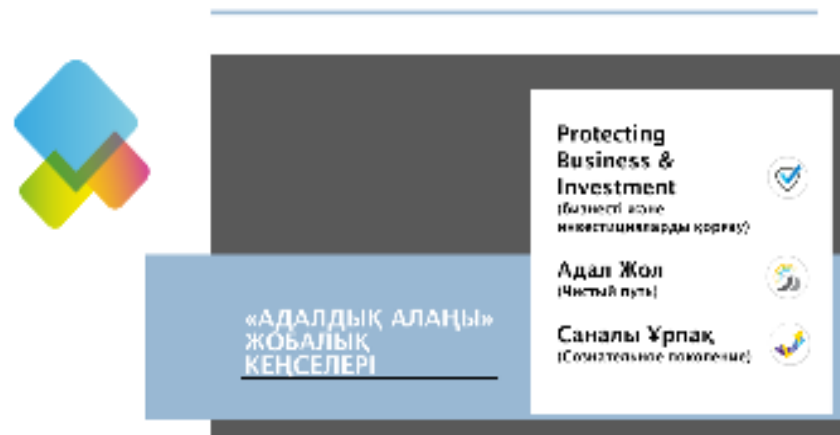 «АДАЛДЫҚ АЛАҢЫ»
ЖОБАЛЫҚ
КЕҢСЕЛЕРІ
Protecting
Business &
Investment
(бизнесті және
инвестицияларды қорғау)
Адал Жол
(Чистый путь)
Саналы Ұрпақ
(Сознательное поколение)